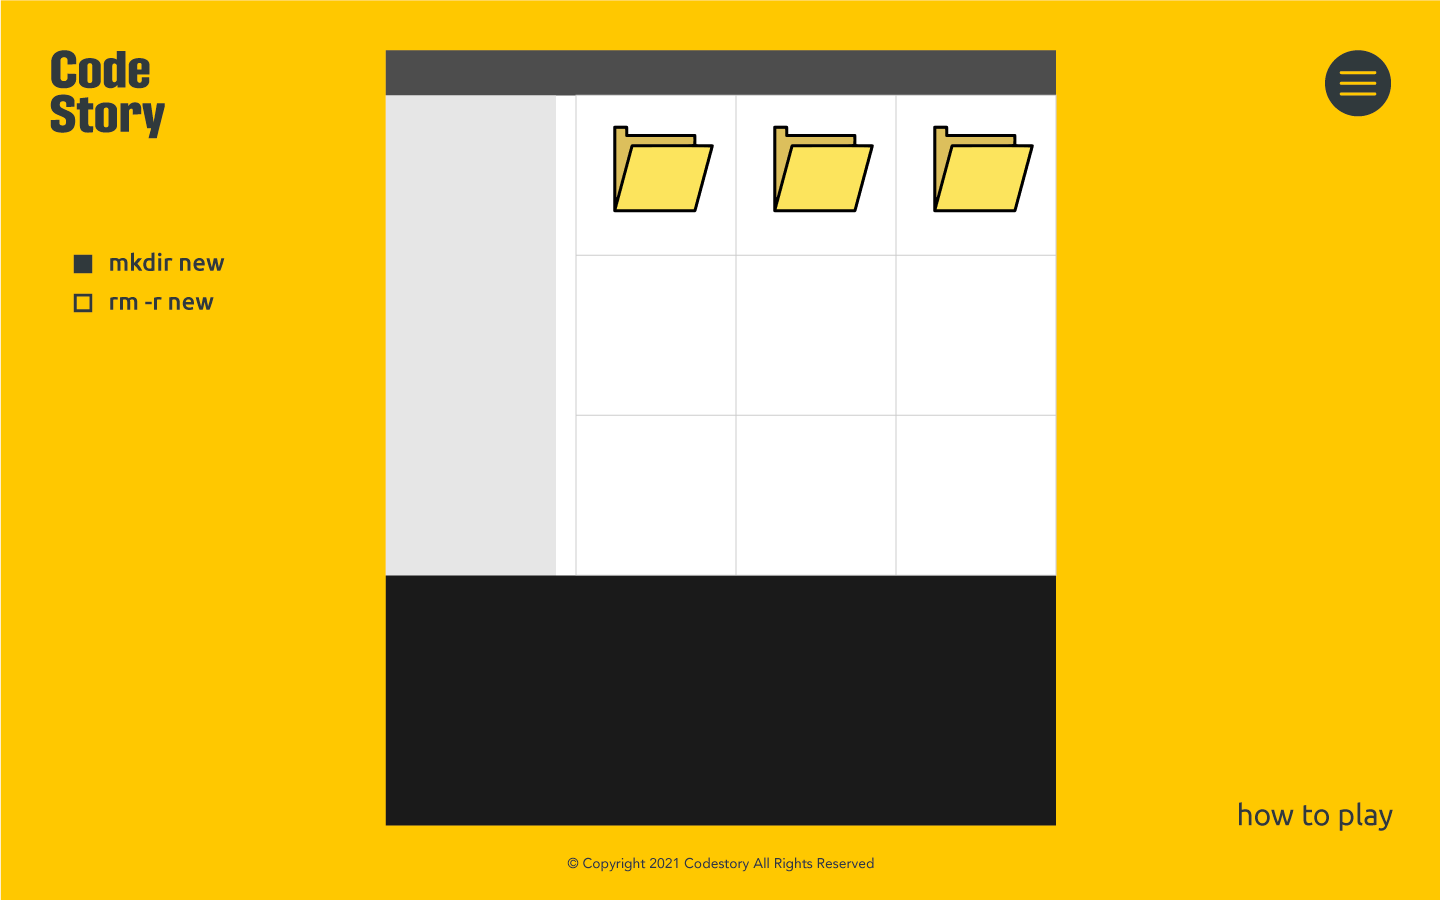 Code
Story
mkdir new
rm -r new
how to play
© Copyright 2021 Codestory All Rights Reserved